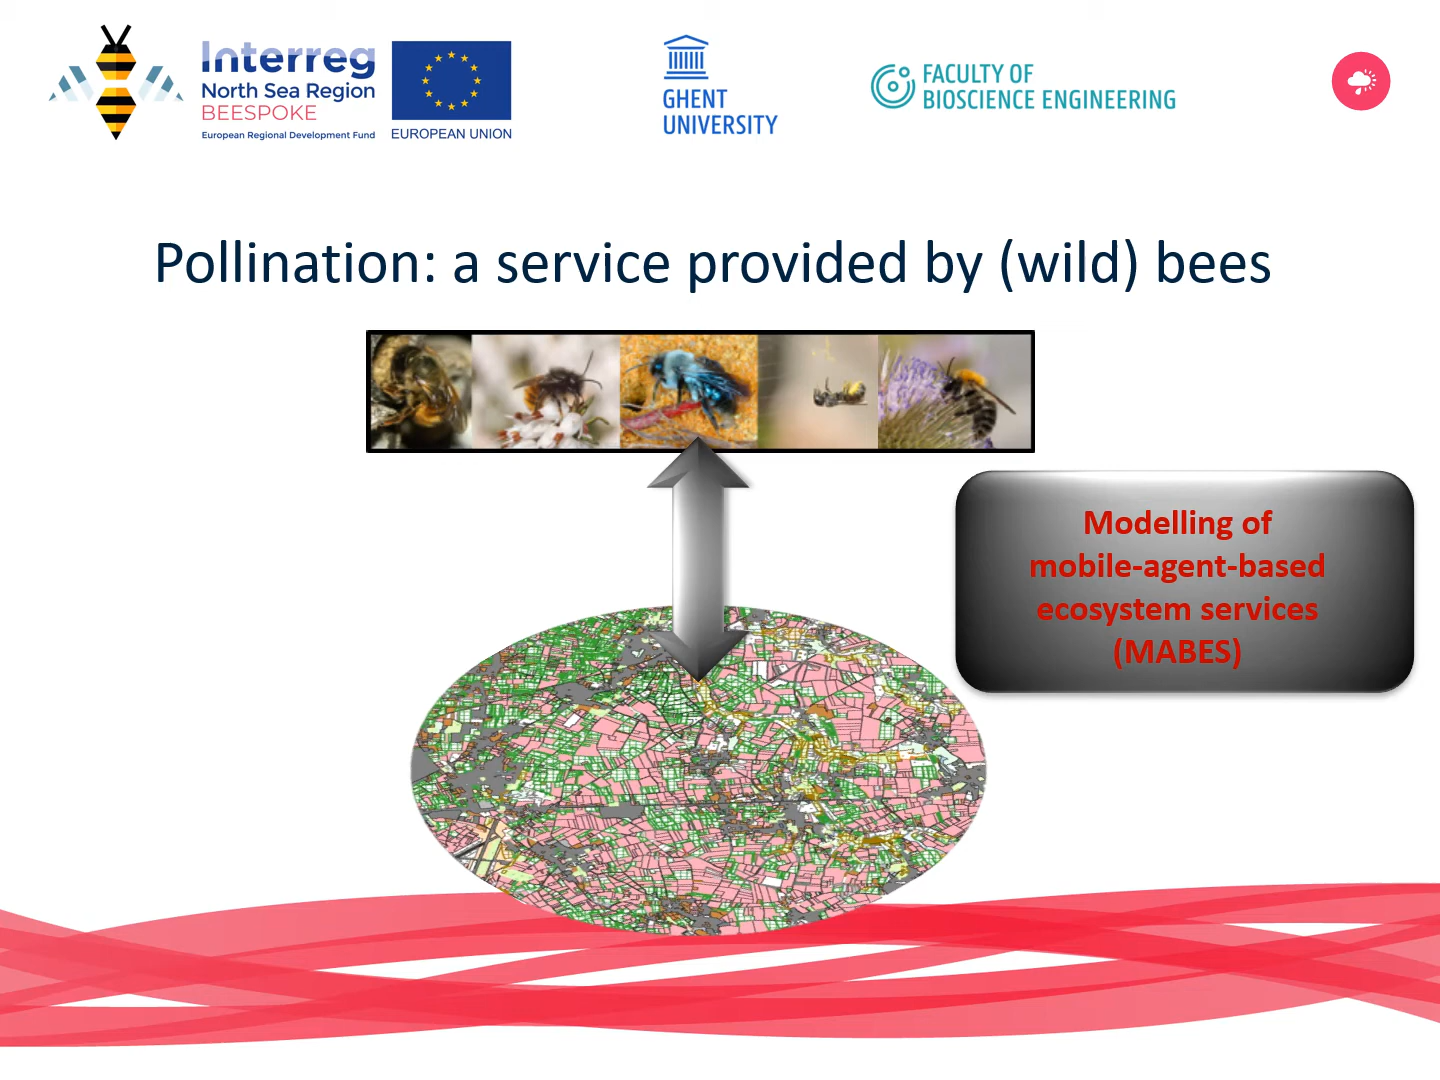 Interreg
North Sea Region
BEESPOKE
European Regional Development Fund
EUROPEAN UNION
GHENT
UNIVERSITY
FACULTY OF
BIOSCIENCE ENGINEERING
Pollination: a service provided by (wild) bees
Modelling of
mobile-agent-based
ecosystem services
(MABES)